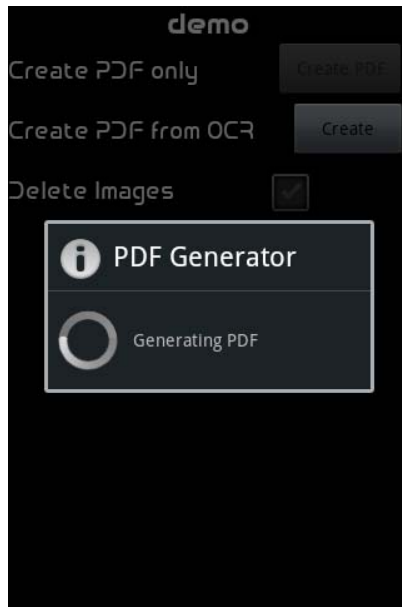 demo
Create PDF only Create PDF
Create PDF from OCR Create
Delete Images
PDF Generator
Generating PDF